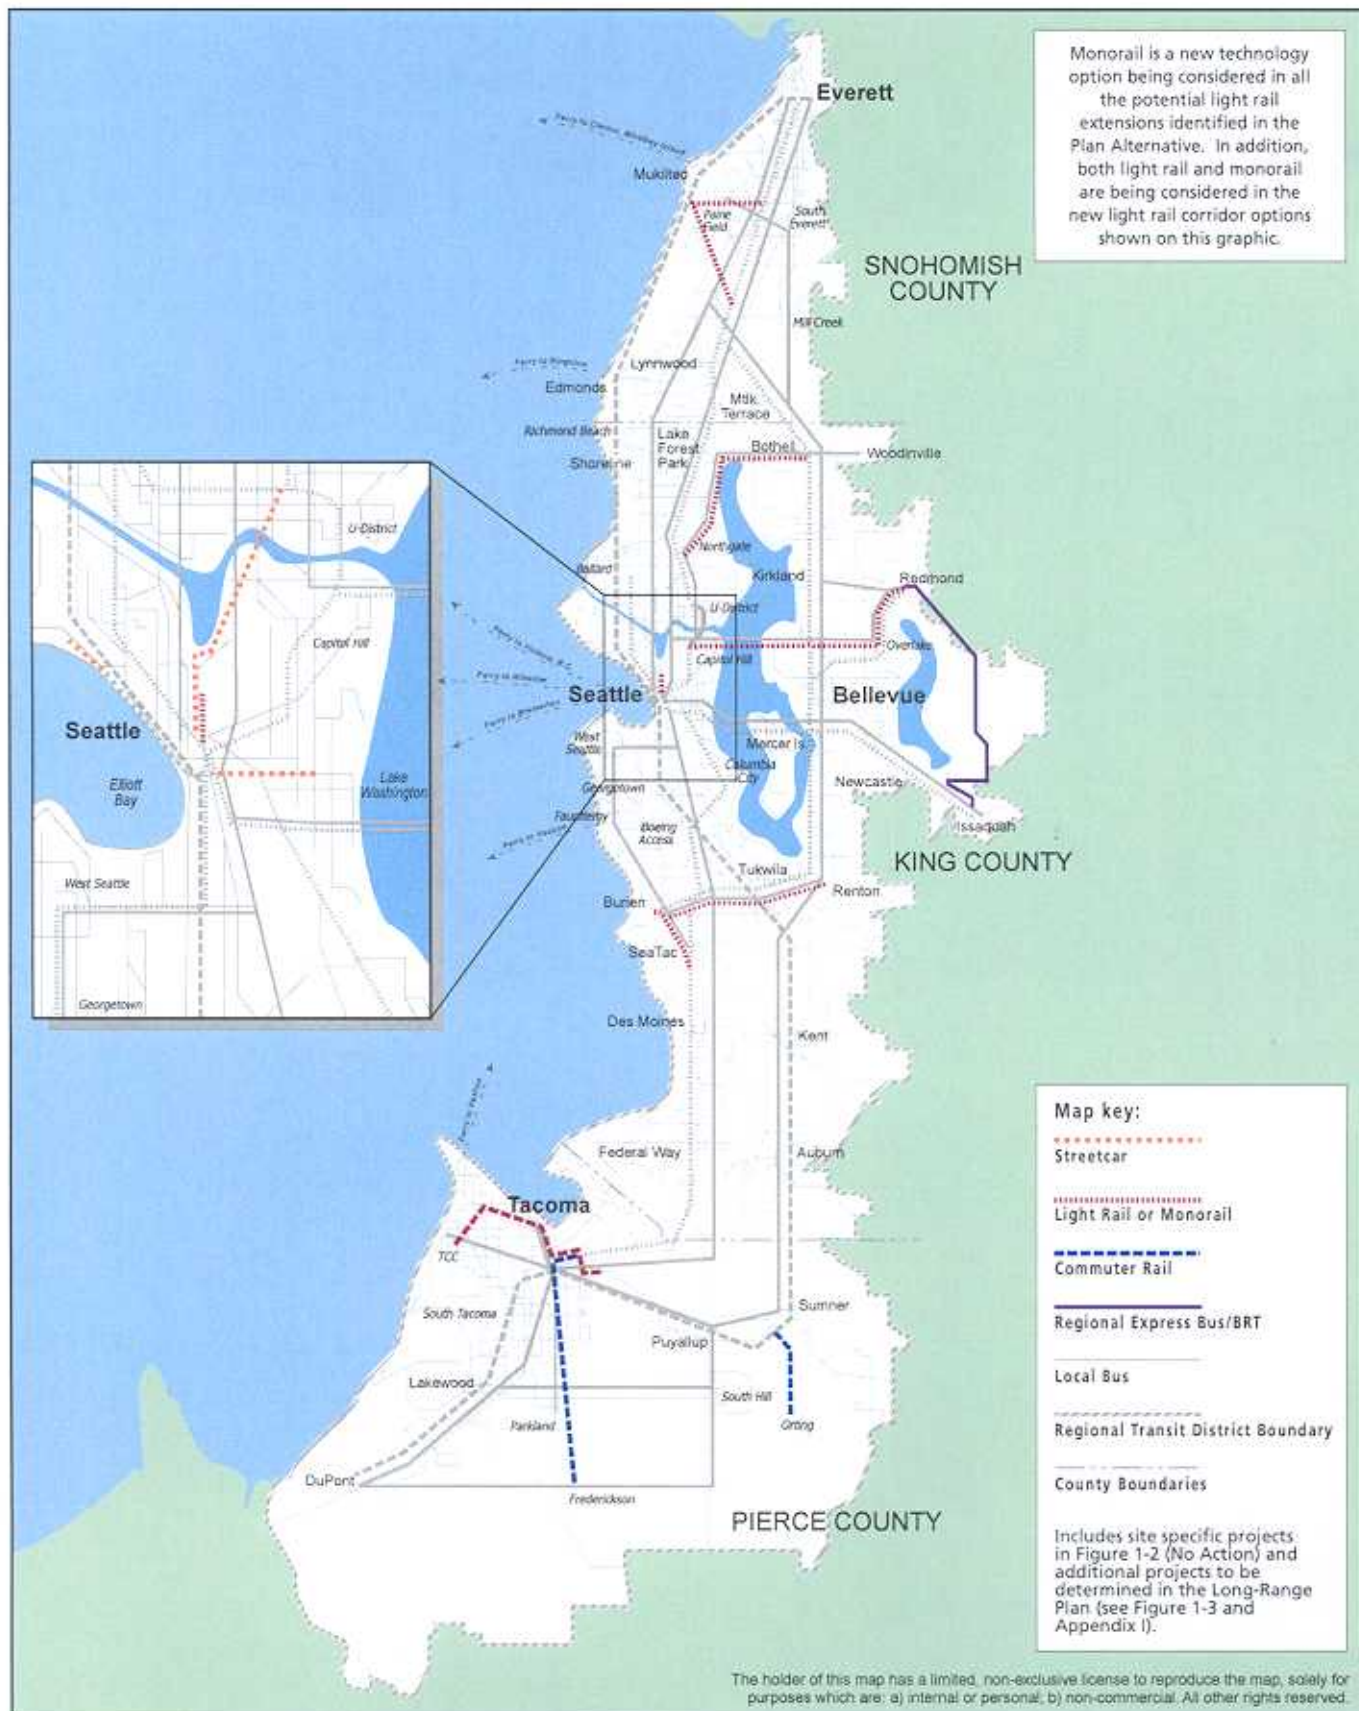 Monorail is a new technology
option being considered in all
the potential light rail
extensions identified in the
Plan Alternative. In addition,
both light rail and monorail
are being considered in the
new light rail corridor options
shown on this graphic.
Everett
Mukilteo
Paine
Field
South
Everett
SNOHOMISH
COUNTY
Mill Creek
Lynnwood
Edmonds
Mtlk.
Terrace
Richmond Beach
Lake
Forest
Park
Bothell
Woodinville
Shoreline
Northgate
Ballard
Kirkland
Redmond
U-District
Capitol Hill
Overlake
Seattle
Bellevue
West
Seattle
Mercer Is.
Columbia
City
Newcastle
Georgetown
Fauntleroy
Boeing
Access
Issaquah
KING COUNTY
Tukwila
Renton
Burien
SeaTac
Des Moines
Kent
Federal Way
Auburn
Tacoma
TCC
South Tacoma
Sumner
Puyallup
Lakewood
South Hill
Parkland
Orting
DuPont
Frederickson
PIERCE COUNTY
U-District
Capitol Hill
Seattle
Elliott
Bay
Lake
Washington
West Seattle
Georgetown
Map key:
Streetcar
Light Rail or Monorail
Commuter Rail
Regional Express Bus/BRT
Local Bus
Regional Transit District Boundary
County Boundaries
Includes site specific projects
in Figure 1-2 (No Action) and
additional projects to be
determined in the Long-Range
Plan (see Figure 1-3 and
Appendix I).
The holder of this map has a limited, non-exclusive license to reproduce the map, solely for
purposes which are: a) internal or personal; b) non-commercial. All other rights reserved.